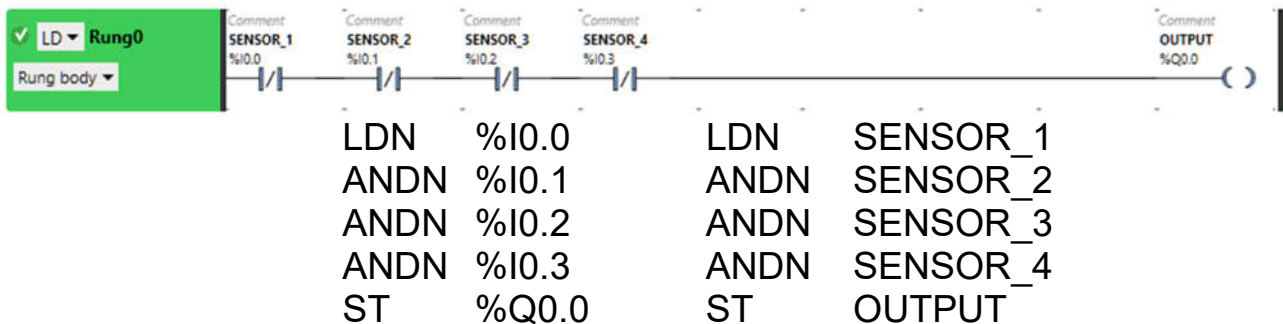 Comment Comment Comment Comment Comment
LD Rung0 SENSOR_1 SENSOR_2 SENSOR_3 SENSOR_4 OUTPUT
%I0.0 %I0.1 %I0.2 %I0.3 %Q0.0
Rung body
LDN %I0.0 LDN SENSOR_1
ANDN %I0.1 ANDN SENSOR_2
ANDN %I0.2 ANDN SENSOR_3
ANDN %I0.3 ANDN SENSOR_4
ST %Q0.0 ST OUTPUT